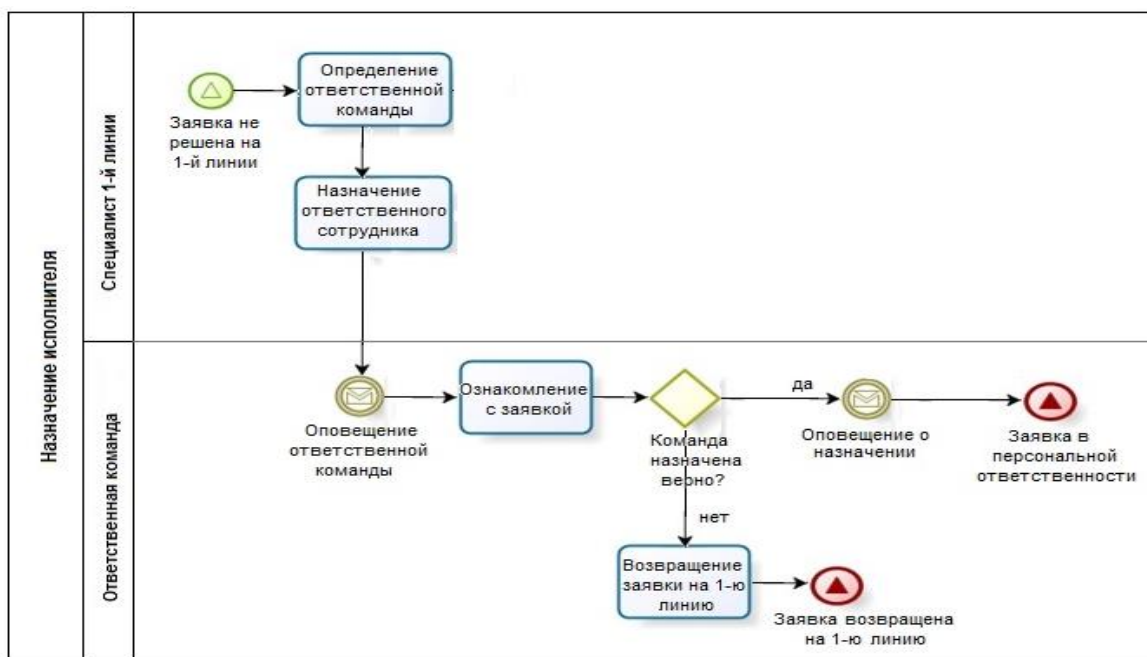 Назначение исполнителя
Специалист 1-й линии
Заявка не
решена на
1-й линии
Определение
ответственной
команды
Назначение
ответственного
сотрудника
Ответственная команда
Оповещение
ответственной
команды
Ознакомление
с заявкой
Команда
назначена
верно?
да
Оповещение о
назначении
Заявка в
персональной
ответственности
нет
Возвращение
заявки на 1-ю
линию
Заявка возвращена
на 1-ю линию